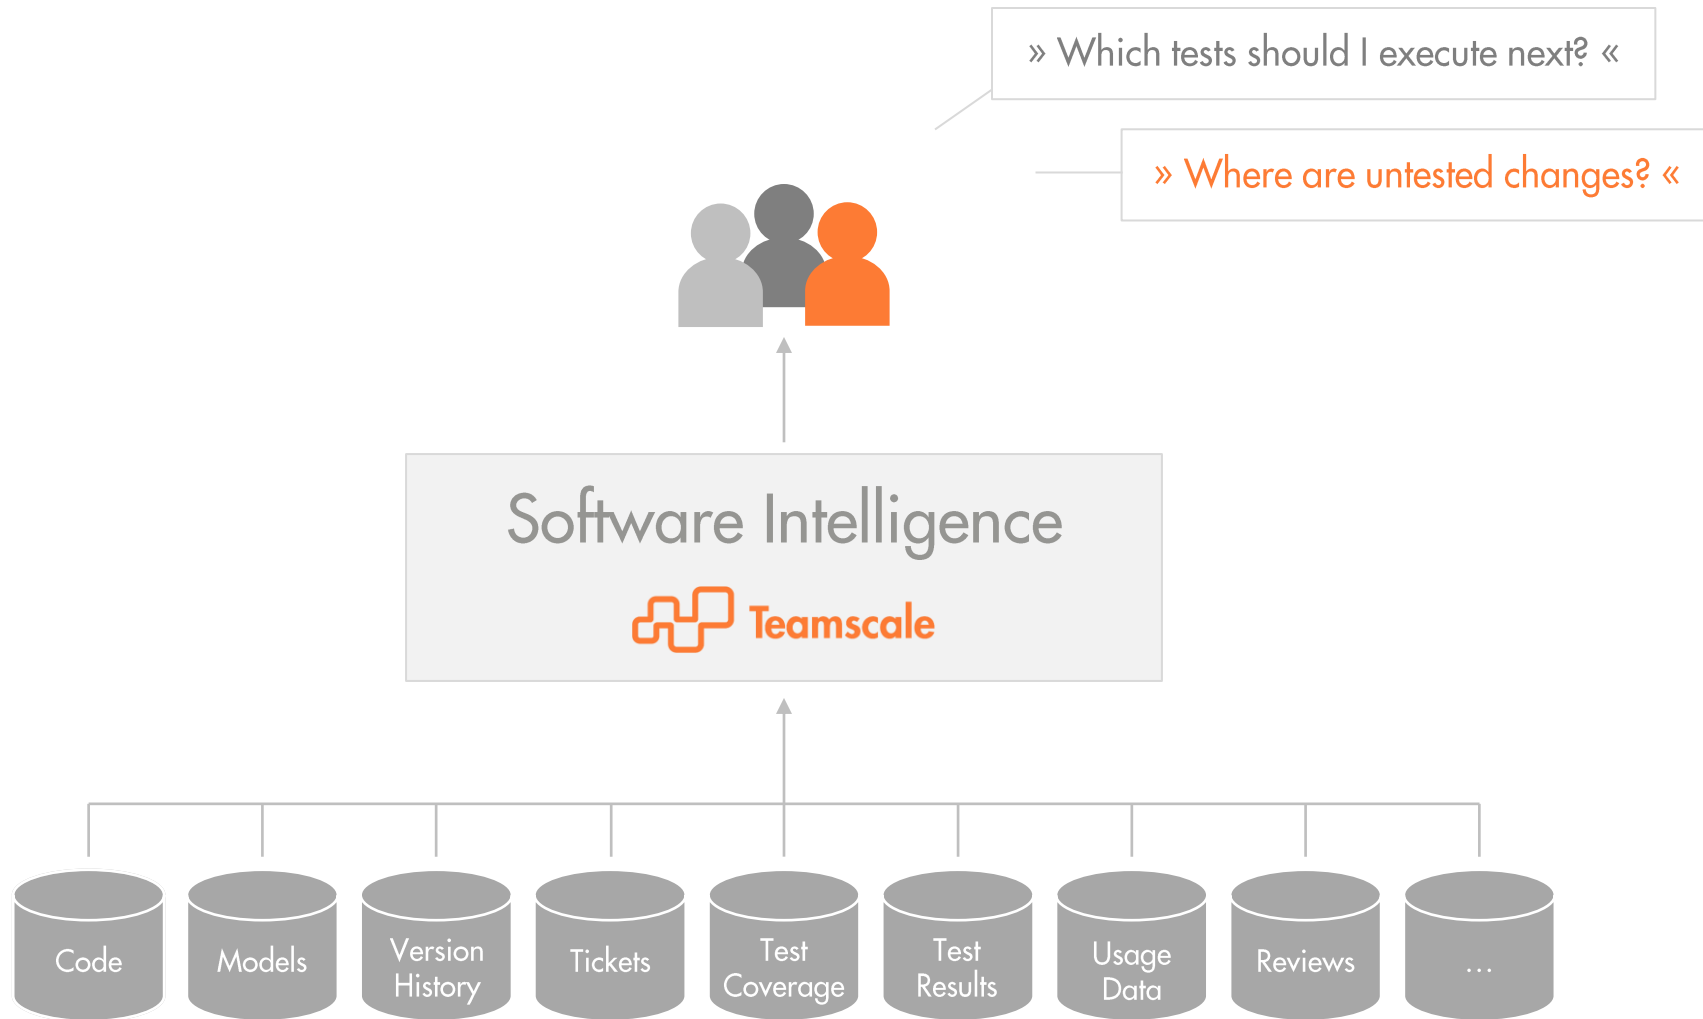 » Which tests should I execute next? «
» Where are untested changes? «
Software Intelligence
Teamscale
Code
Models
Version
History
Tickets
Test
Coverage
Test
Results
Usage
Data
Reviews
...